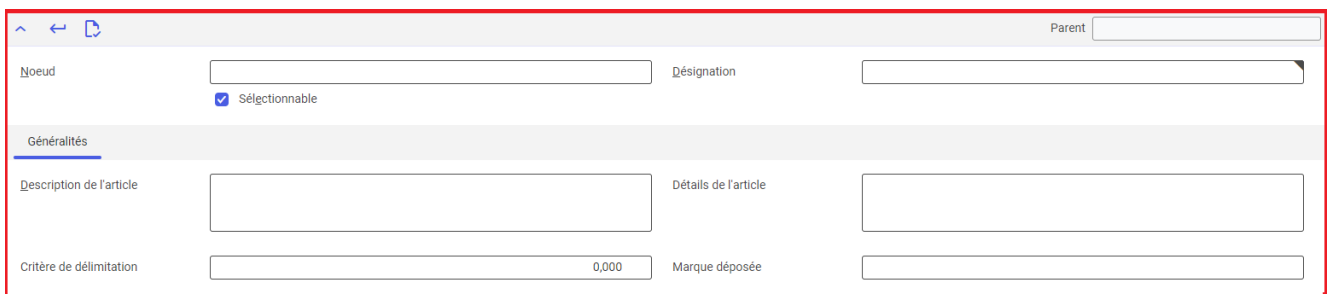 Parent
Noeud Désignation
Sélectionnable
Généralités
Description de l'article Détails de l'article
Critère de délimitation 0,000 Marque déposée